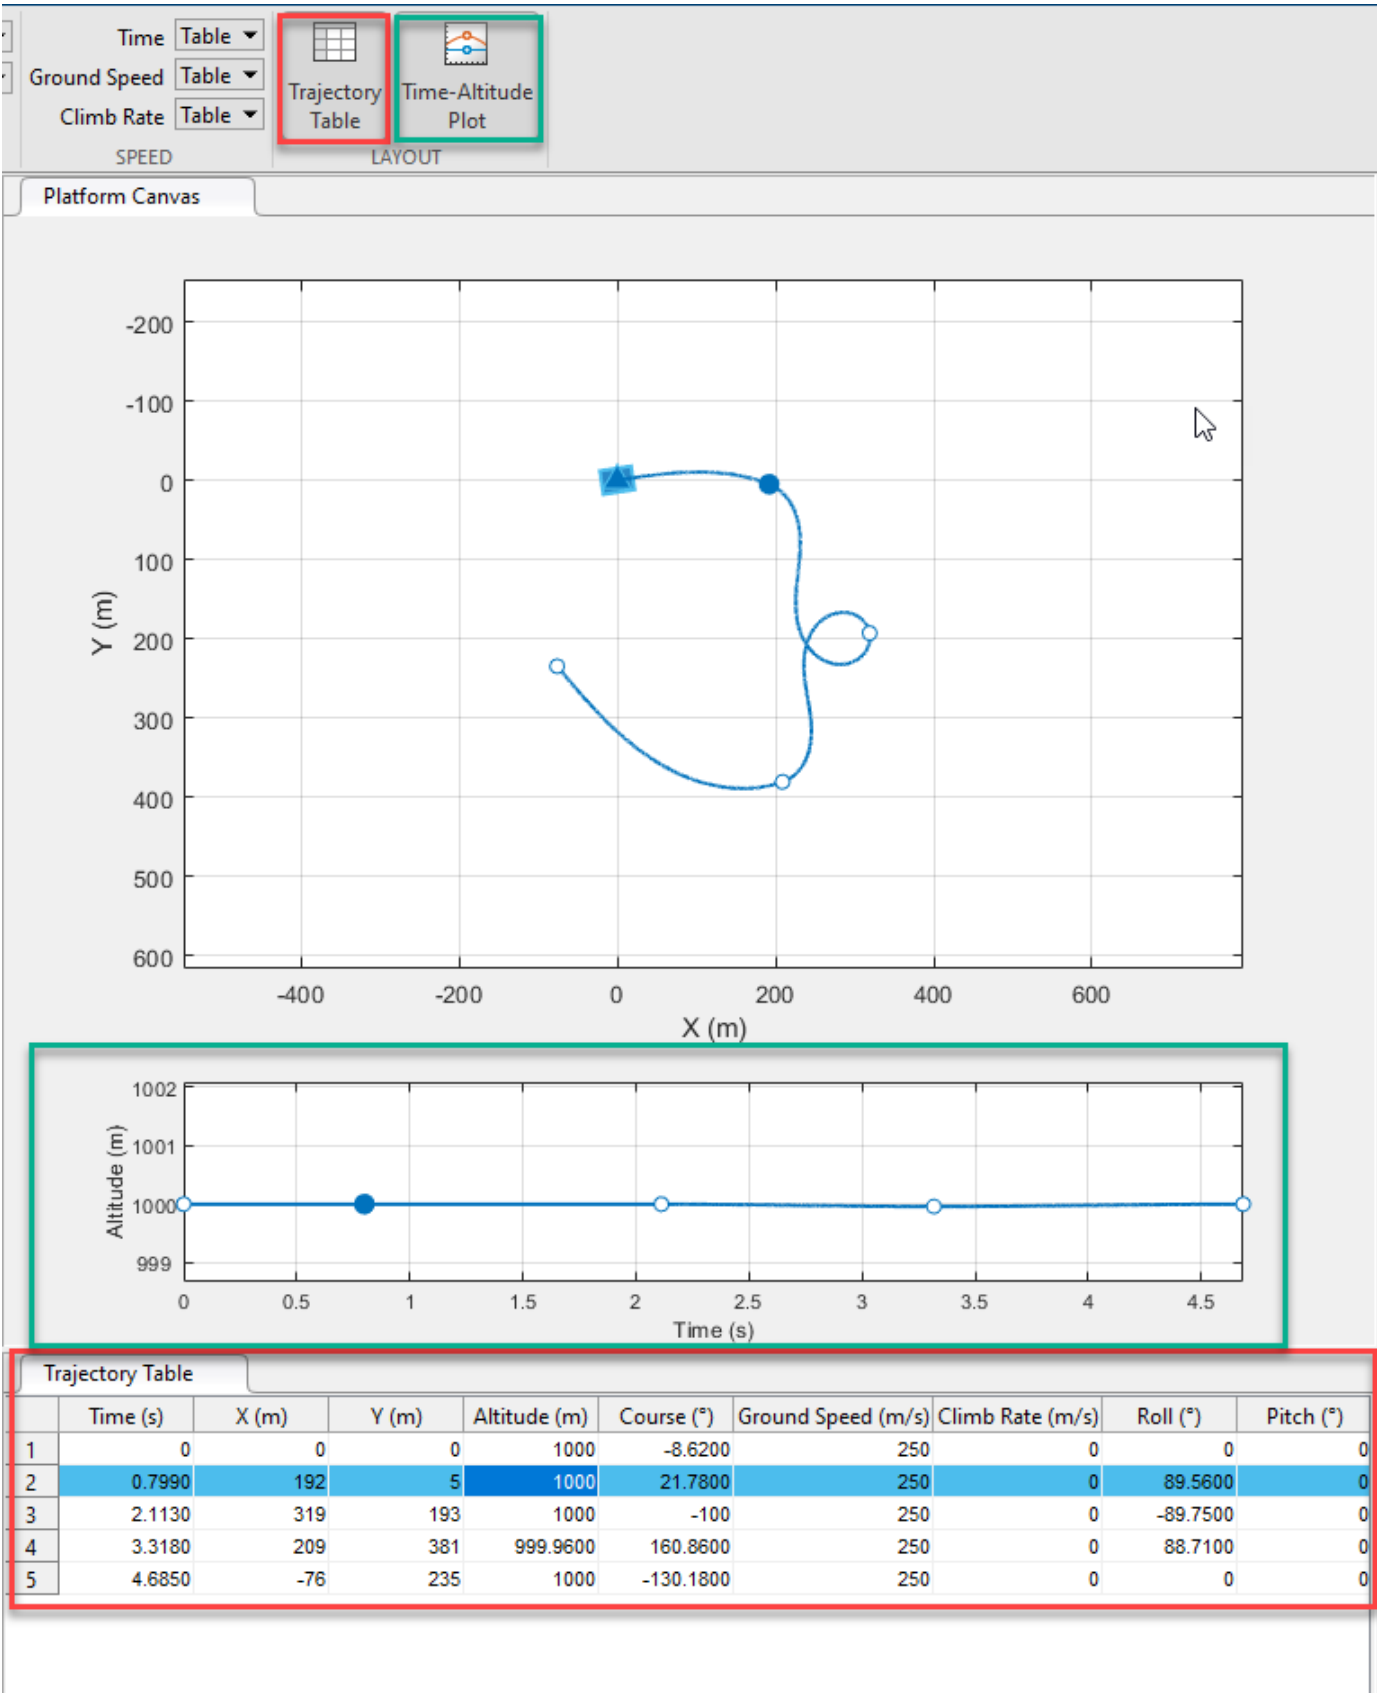 Time Table
Ground Speed Table
Climb Rate Table
SPEED
Trajectory
Table
Time-Altitude
Plot
LAYOUT
Platform Canvas
-200
-100
0
100
200
300
400
500
600
Y (m)
-400 -200 0 200 400 600
X (m)
1002
1001
1000
999
Altitude (m)
0 0.5 1 1.5 2 2.5 3 3.5 4 4.5
Time (s)
Trajectory Table
Time (s) X (m) Y (m) Altitude (m) Course (°) Ground Speed (m/s) Climb Rate (m/s) Roll (°) Pitch (°)
1 0 0 0 1000 -8.6200 250 0 0 0
2 0.7990 192 5 1000 21.7800 250 0 89.5600 0
3 2.1130 319 193 1000 -100 250 0 -89.7500 0
4 3.3180 209 381 999.9600 160.8600 250 0 88.7100 0
5 4.6850 -76 235 1000 -130.1800 250 0 0 0